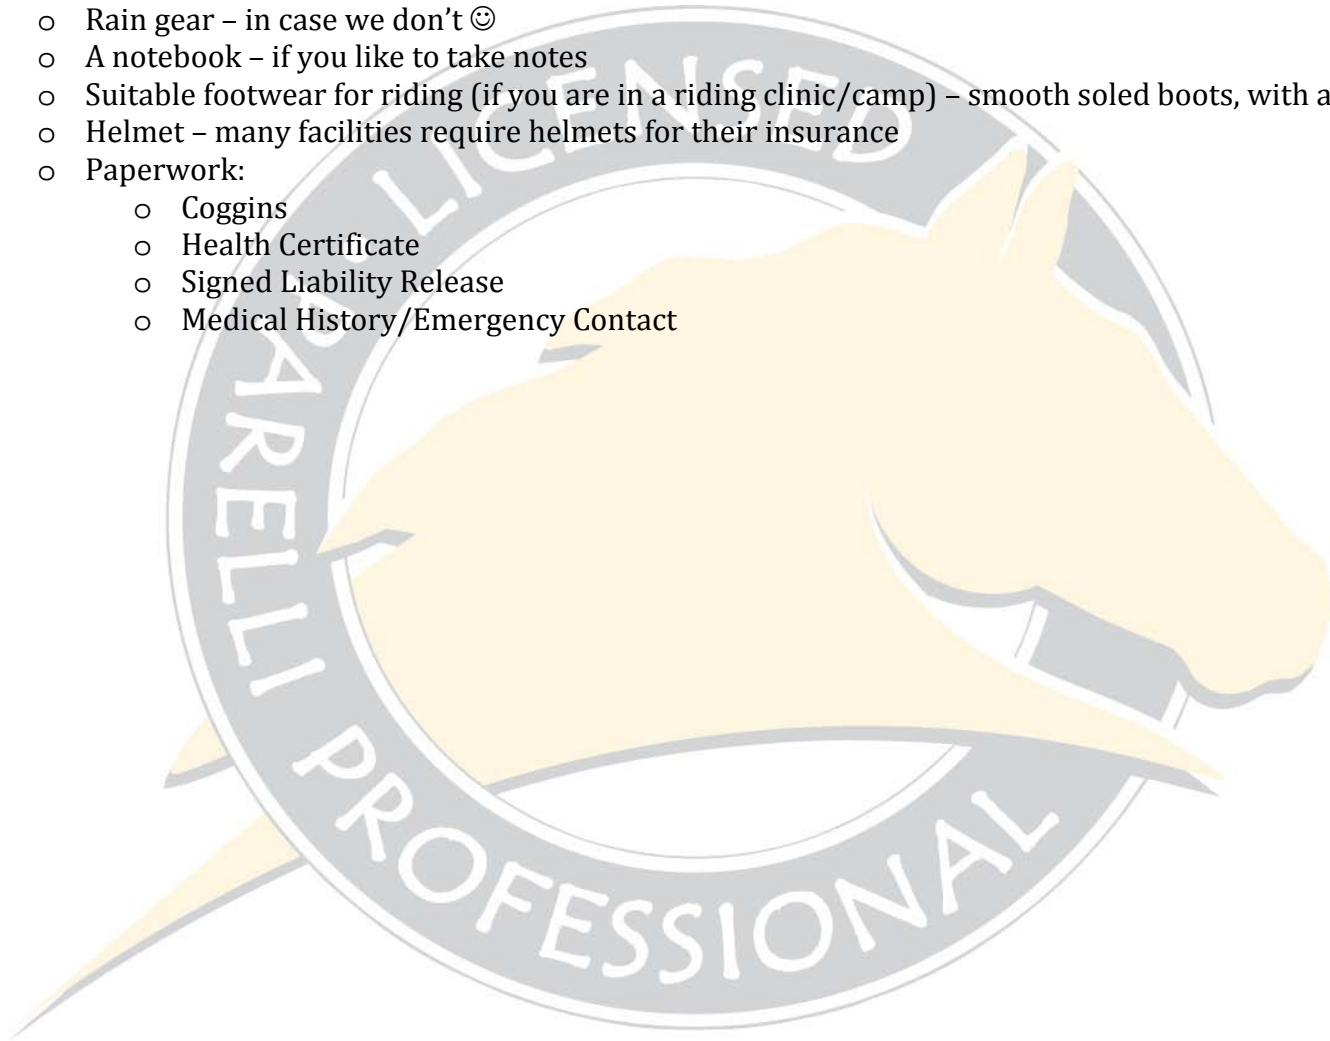 o Rain gear – in case we don’t ☺
o A notebook – if you like to take notes
o Suitable footwear for riding (if you are in a riding clinic/camp) – smooth soled boots, with a
o Helmet – many facilities require helmets for their insurance
o Paperwork:
o Coggins
o Health Certificate
o Signed Liability Release
o Medical History/Emergency Contact
PARELLI • LICENSED
PROFESSIONAL